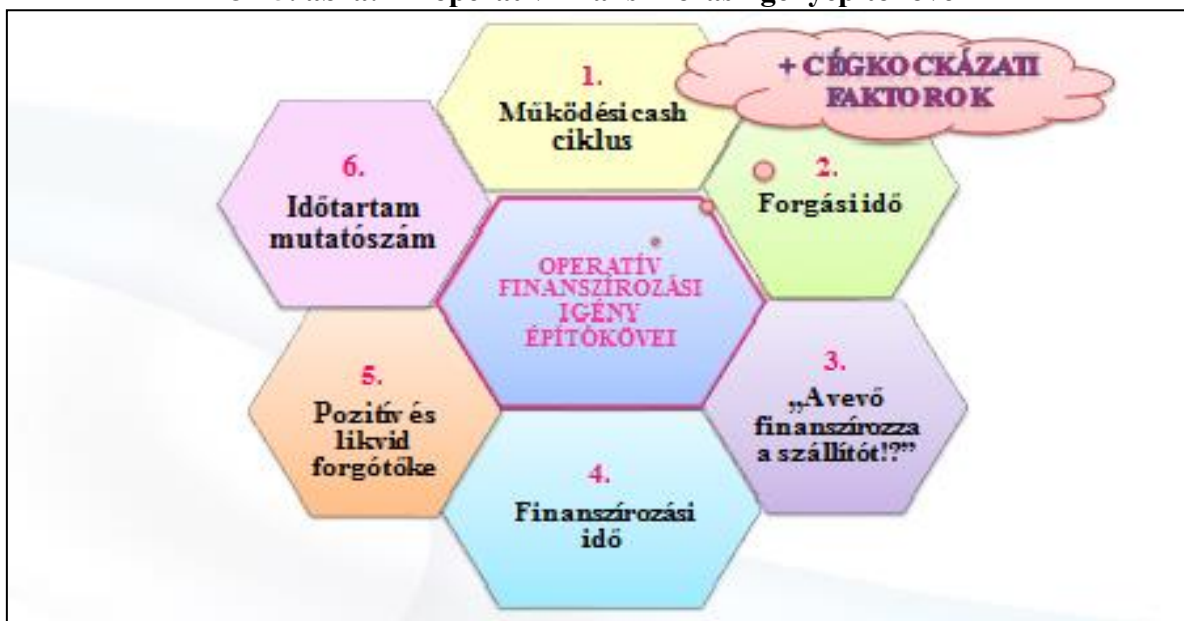 + CÉGKOCKÁZATI
FAKTOROK
1.
Működési cash
ciklus
2.
Forgási idő
3.
„A vevő
finanszírozza
a szállítót!?”
4.
Finanszírozási
idő
5.
Pozitív és
likvid
forgótőke
6.
Időtartam
mutatószám
OPERATÍV
FINANSZÍROZÁSI
IGÉNY
ÉPÍTŐKÖVEI